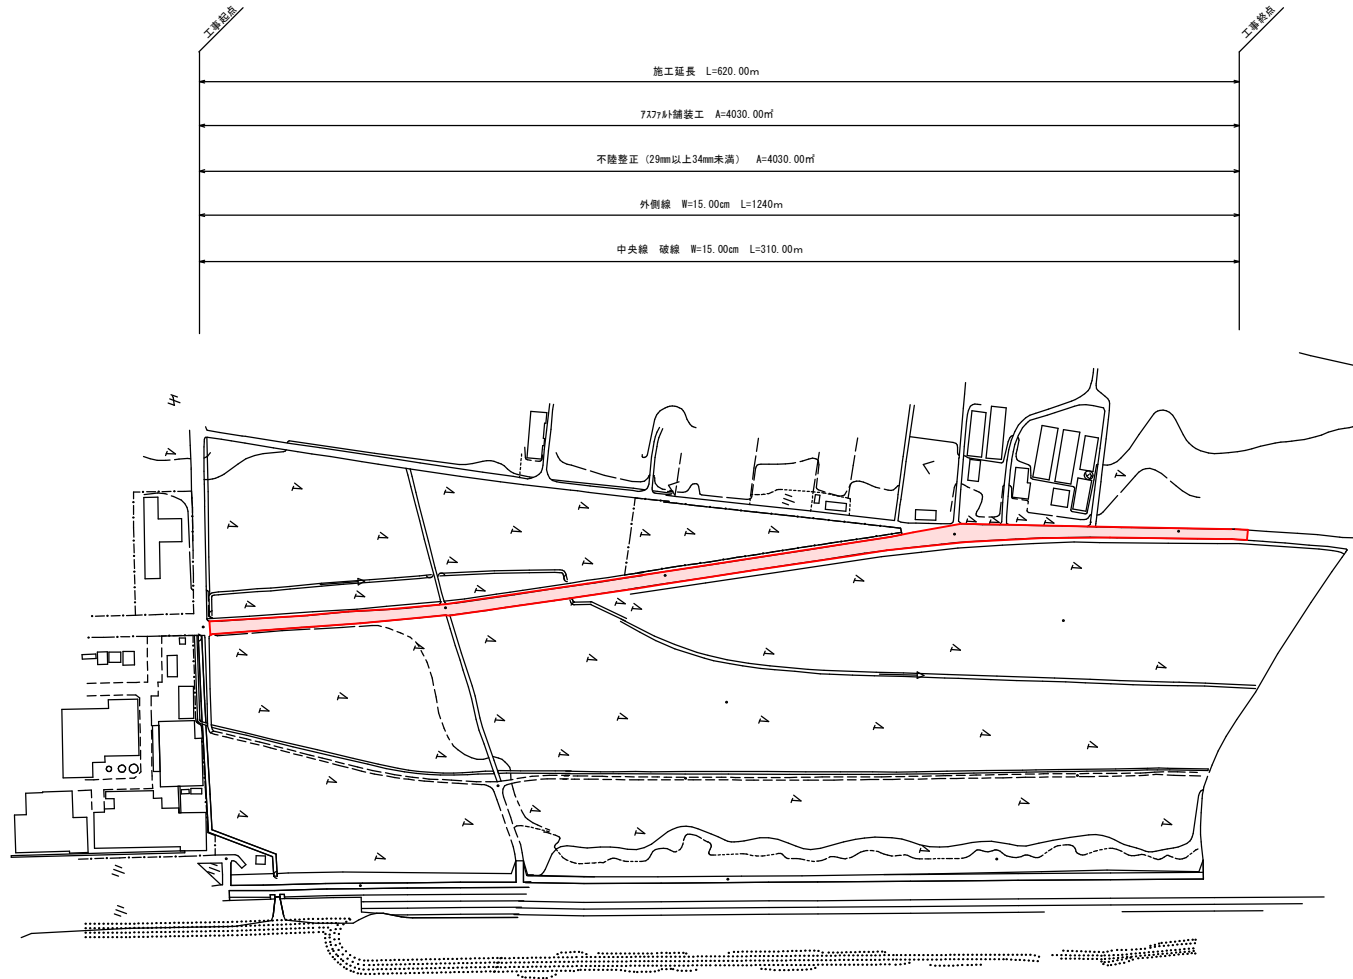 工事起点
工事終点
施工延長　L=620.00m
ｱｽﾌｧﾙﾄ舗装工　A=4030.00㎡
不陸整正（29mm以上34mm未満）　A=4030.00㎡
外側線　W=15.00cm　L=1240m
中央線　破線　W=15.00cm　L=310.00m